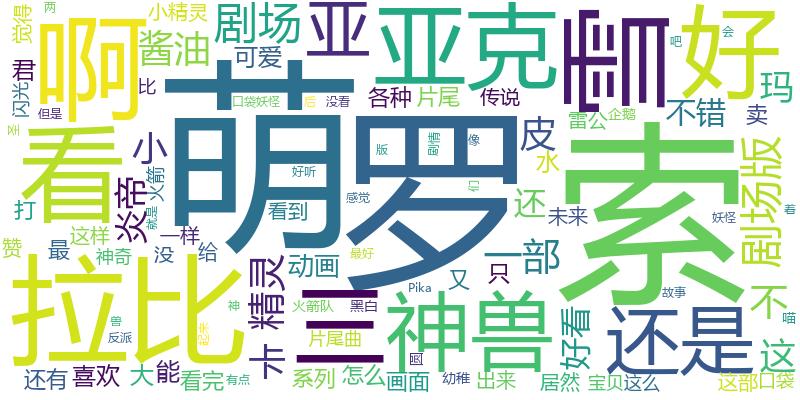 两
觉得
啊
小精灵
剧场
亚
亚克
雪
好
吧
会
酱油
可爱
君
闪光
比
口袋妖怪
后
没看
各种
片尾
传说
玛
但是
萌
罗
索
不错
卖
圣
看
小
火箭
皮
雷公
企鹅
水
版
剧情
像
炎帝
好听
们
剧场版
打
就是
看到
感觉
还
未来
妖怪
着
赞
这样
一样
最
神奇
没
给
动画
最好
又
一部
只
不
这
拉比
精灵
卡
神
三
神兽
好看
还是
Pika
故事
喵
兽
反派
起来
火箭队
黑白
片尾曲
圆
还有
喜欢
大
能
看完
有点
系列
怎么
画面
幼稚
出来
居然
宝贝
这么
这部
口袋